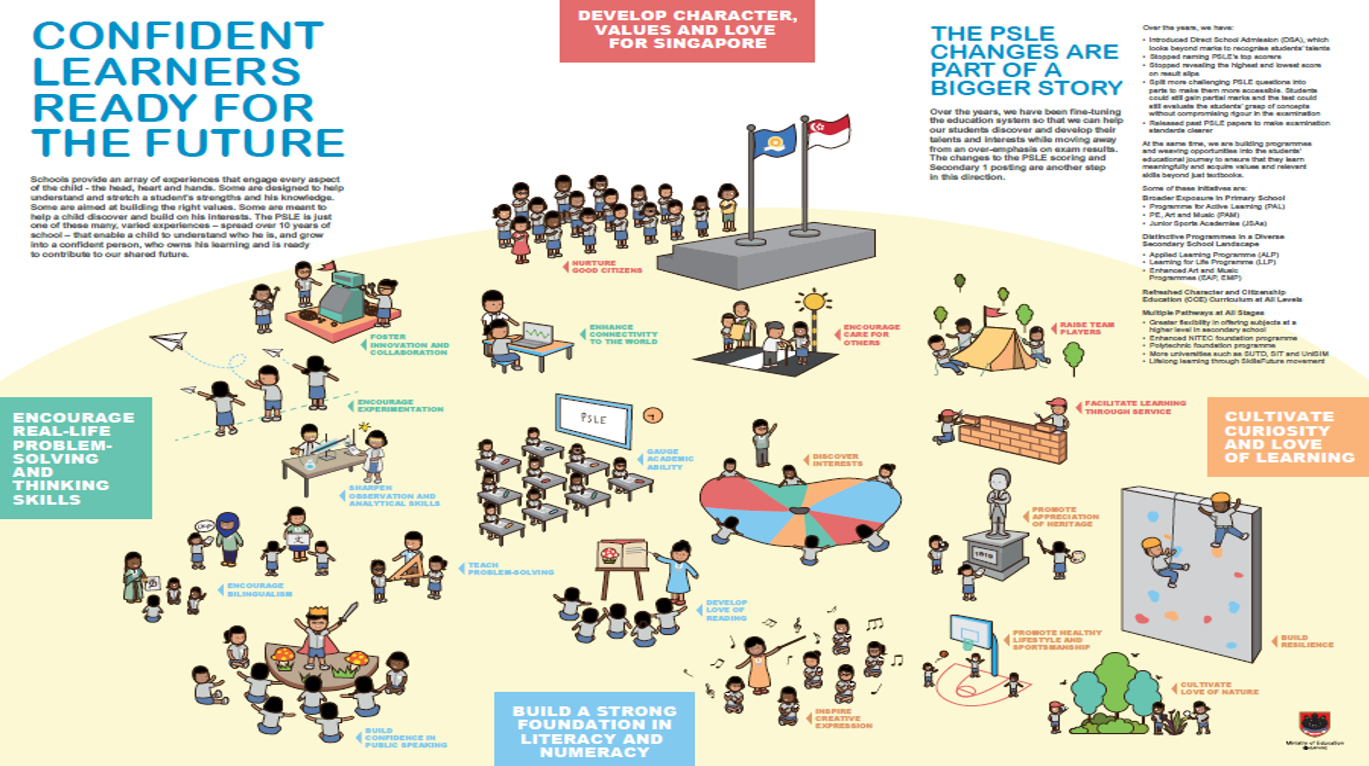 CONFIDENT
LEARNERS
READY FOR
THE FUTURE
Schools provide an array of experiences that engage every aspect
of the child - the head, heart and hands. Some are designed to help
understand and stretch a student's strengths and his knowledge.
Some are aimed at building the right values. Some are meant to
help a child discover and build on his interests. The PSLE is just
one of these many, varied experiences – spread over 10 years of
school – that enable a child to understand who he is, and grow
into a confident person, who owns his learning and is ready
to contribute to our shared future.
DEVELOP CHARACTER,
VALUES AND LOVE
FOR SINGAPORE
THE PSLE
CHANGES ARE
PART OF A
BIGGER STORY
Over the years, we have been fine-tuning
the education system so that we can help
our students discover and develop their
talents and interests while moving away
from an over-emphasis on exam results.
The changes to the PSLE scoring and
Secondary 1 posting are another step
in this direction.
Over the years, we have:
• Introduced Direct School Admission (DSA), which
looks beyond marks to recognise students' talents
• Stopped naming PSLE's top scorers
• Stopped revealing the highest and lowest score
on result slips
• Split more challenging PSLE questions into
parts to make them more accessible. Students
could still gain partial marks and the test could
still evaluate the students' grasp of concepts
without compromising rigour in the examination
• Released past PSLE papers to make examination
standards clearer
At the same time, we are building programmes
and weaving opportunities into the students'
educational journey to ensure that they learn
meaningfully and acquire values and relevant
skills beyond just textbooks.
Some of these initiatives are:
Broader Exposure in Primary School
• Programme for Active Learning (PAL)
• PE, Art and Music (PAM)
• Junior Sports Academies (JSAs)
Distinctive Programmes in a Diverse
Secondary School Landscape
• Applied Learning Programme (ALP)
• Learning for Life Programme (LLP)
• Enhanced Art and Music
Programmes (EAP, EMP)
Refreshed Character and Citizenship
Education (CCE) Curriculum at All Levels
Multiple Pathways at All Stages
• Greater flexibility in offering subjects at a
higher level in secondary school
• Enhanced NITEC foundation programme
• Polytechnic foundation programme
• More universities such as SUTD, SIT and UniSIM
• Lifelong learning through SkillsFuture movement
NURTURE
GOOD CITIZENS
FOSTER
INNOVATION AND
COLLABORATION
ENHANCE
CONNECTIVITY
TO THE WORLD
ENCOURAGE
CARE FOR
OTHERS
RAISE TEAM
PLAYERS
ENCOURAGE
EXPERIMENTATION
FACILITATE LEARNING
THROUGH SERVICE
ENCOURAGE
REAL-LIFE
PROBLEM-
SOLVING
AND
THINKING
SKILLS
CULTIVATE
CURIOSITY
AND LOVE
OF LEARNING
PSLE
GAUGE
ACADEMIC
ABILITY
DISCOVER
INTERESTS
SHARPEN
OBSERVATION AND
ANALYTICAL SKILLS
PROMOTE
APPRECIATION
OF HERITAGE
1819
文
TEACH
PROBLEM-SOLVING
ENCOURAGE
BILINGUALISM
DEVELOP
LOVE OF
READING
PROMOTE HEALTHY
LIFESTYLE AND
SPORTSMANSHIP
BUILD
RESILIENCE
CULTIVATE
LOVE OF NATURE
INSPIRE
CREATIVE
EXPRESSION
BUILD
CONFIDENCE IN
PUBLIC SPEAKING
BUILD A STRONG
FOUNDATION IN
LITERACY AND
NUMERACY
Ministry of Education